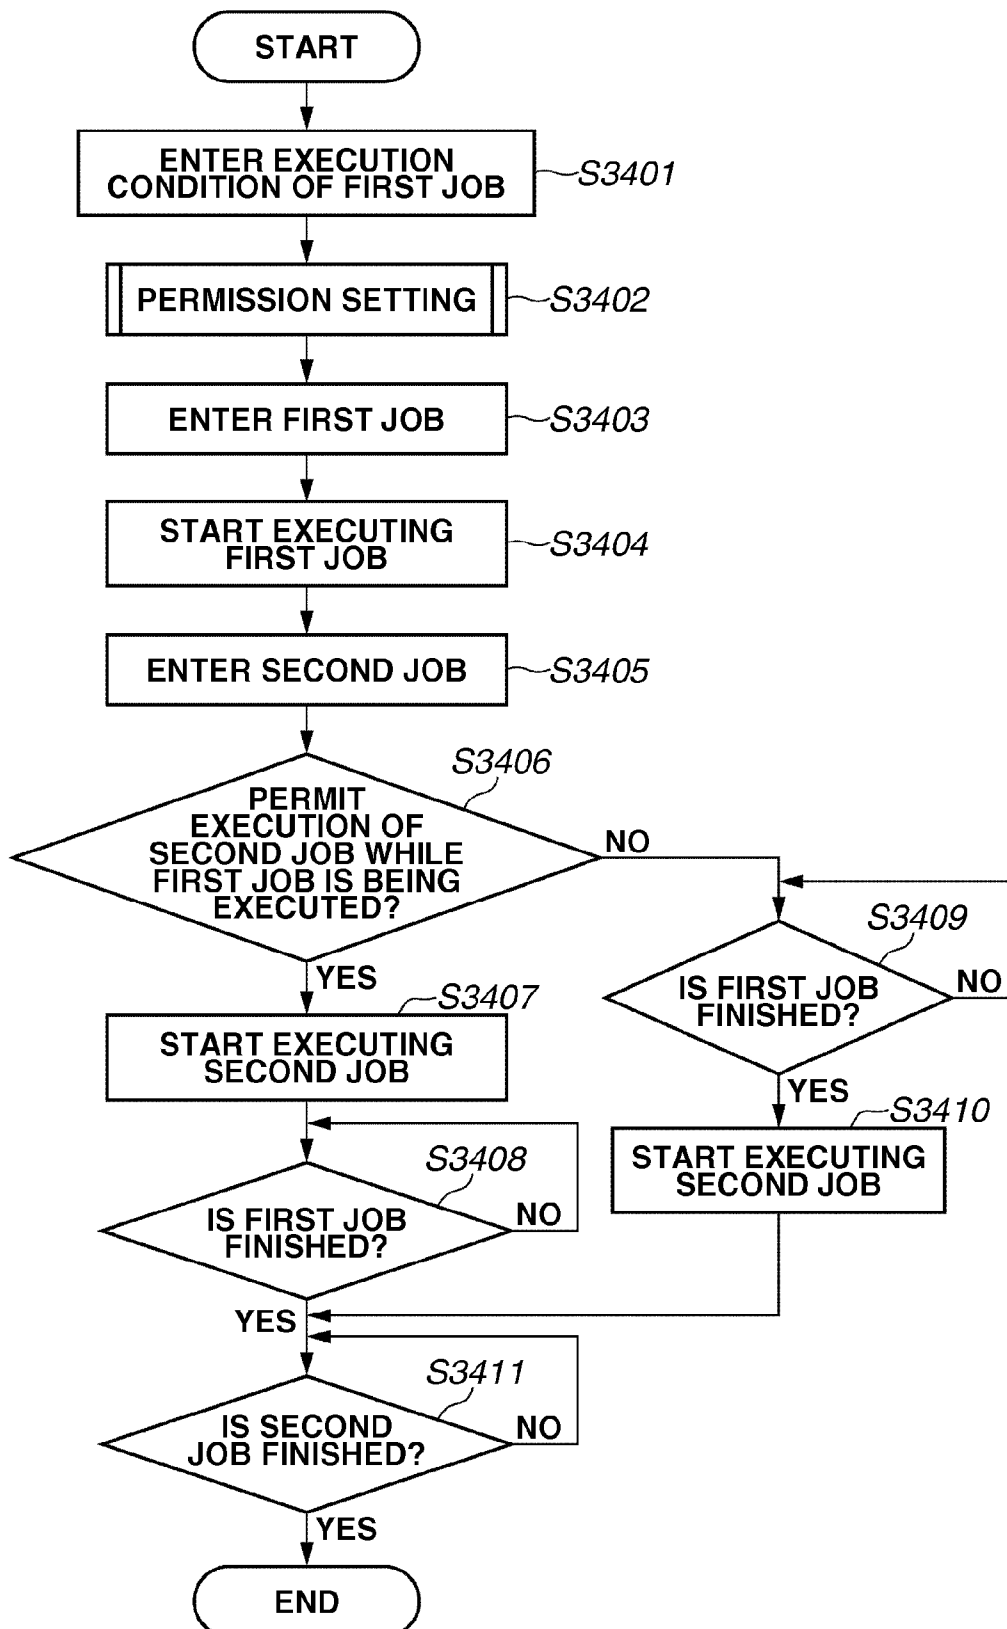 START
ENTER EXECUTION
CONDITION OF FIRST JOB
S3401
PERMISSION SETTING
S3402
ENTER FIRST JOB
S3403
START EXECUTING
FIRST JOB
S3404
ENTER SECOND JOB
S3405
S3406
PERMIT
EXECUTION OF
SECOND JOB WHILE
FIRST JOB IS BEING
EXECUTED?
NO
YES
S3407
START EXECUTING
SECOND JOB
S3408
IS FIRST JOB
FINISHED?
NO
YES
S3409
IS FIRST JOB
FINISHED?
NO
YES
S3410
START EXECUTING
SECOND JOB
S3411
IS SECOND
JOB FINISHED?
NO
YES
END